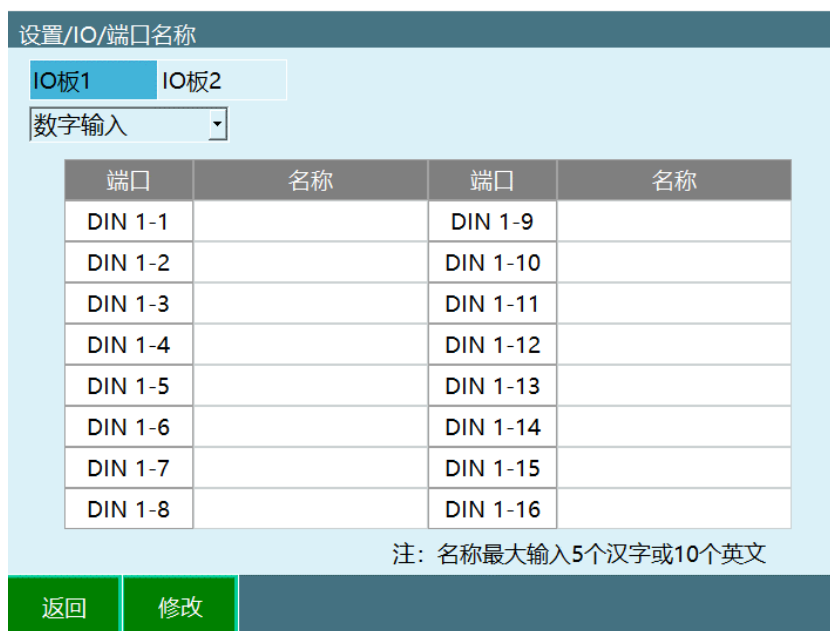 设置/IO/端口名称
IO板1 IO板2
数字输入
端口 名称 端口 名称
DIN 1-1 DIN 1-9
DIN 1-2 DIN 1-10
DIN 1-3 DIN 1-11
DIN 1-4 DIN 1-12
DIN 1-5 DIN 1-13
DIN 1-6 DIN 1-14
DIN 1-7 DIN 1-15
DIN 1-8 DIN 1-16
注：名称最大输入5个汉字或10个英文
返回 修改